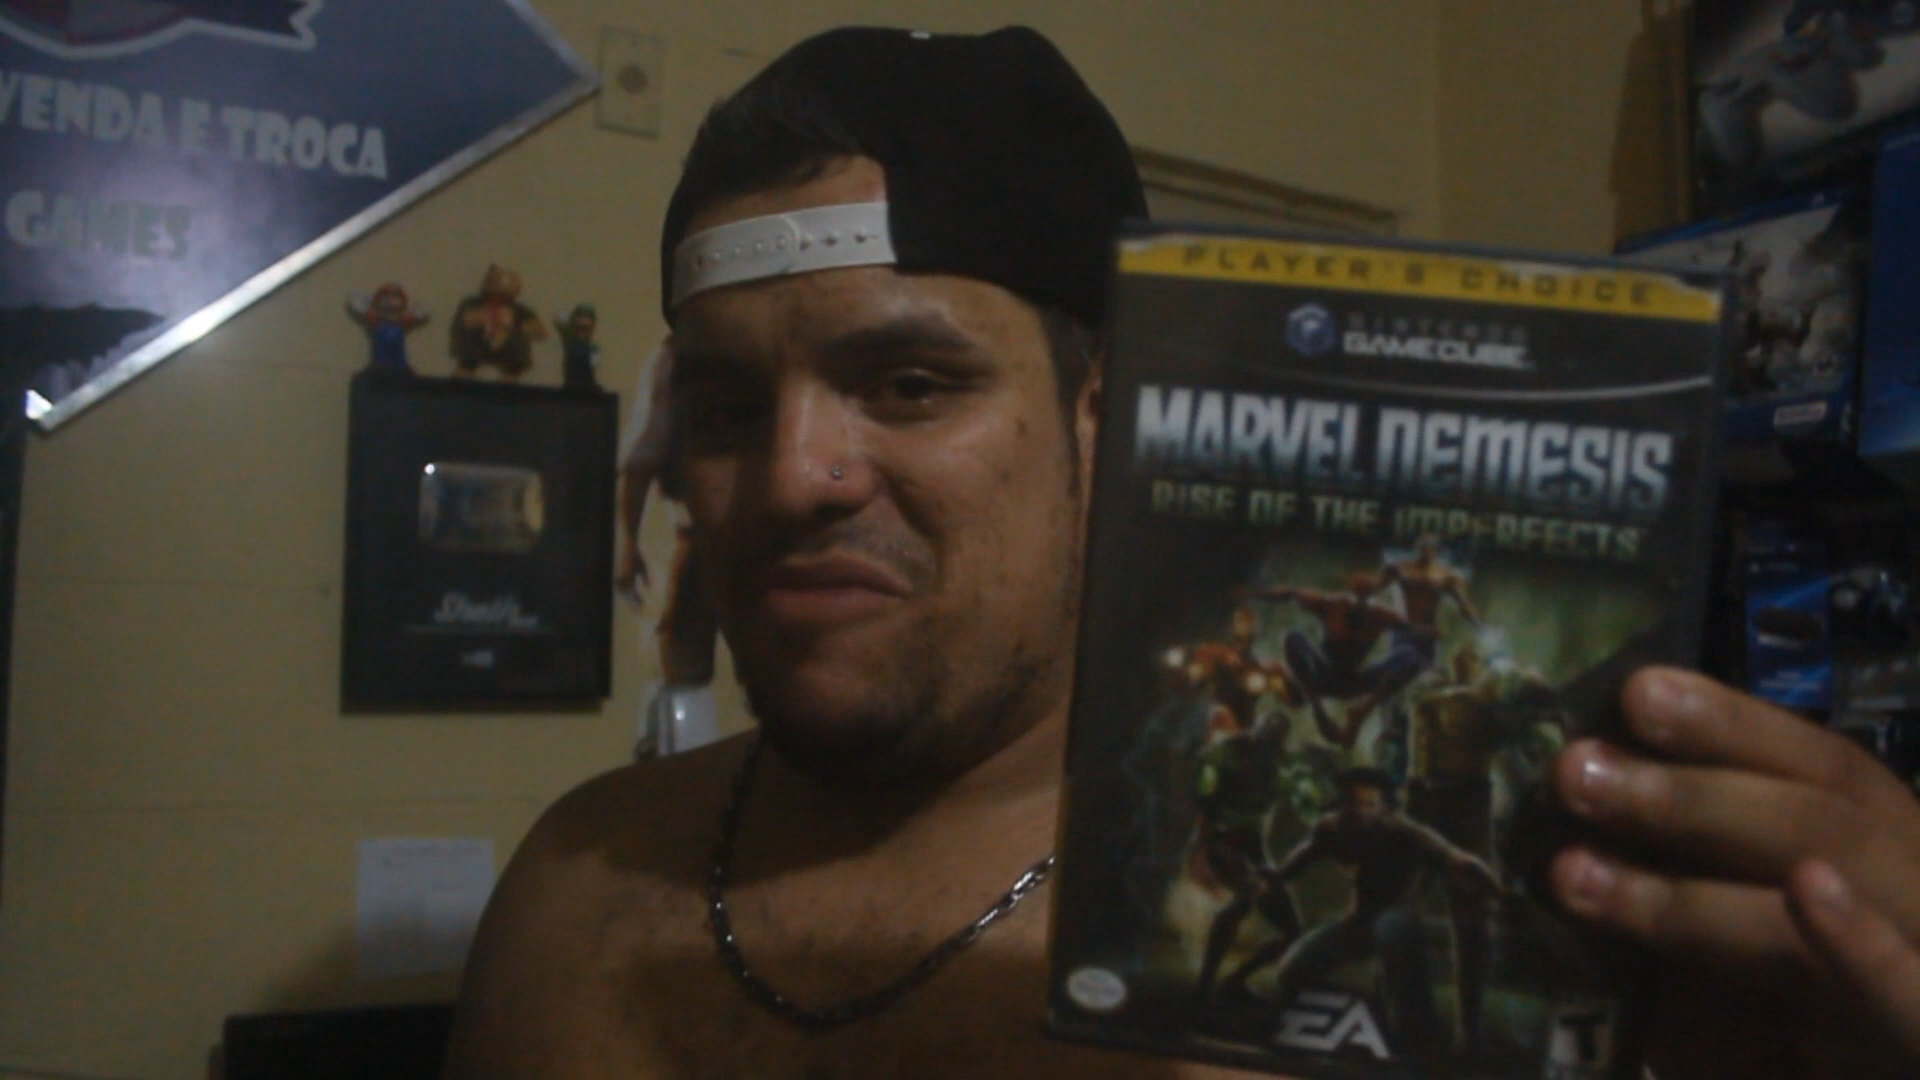 VENDA E TROCA
GAMES
PLAYER'S CHOICE
NINTENDO
GAMECUBE
MARVEL NEMESIS
RISE OF THE IMPERFECTS
EA
T